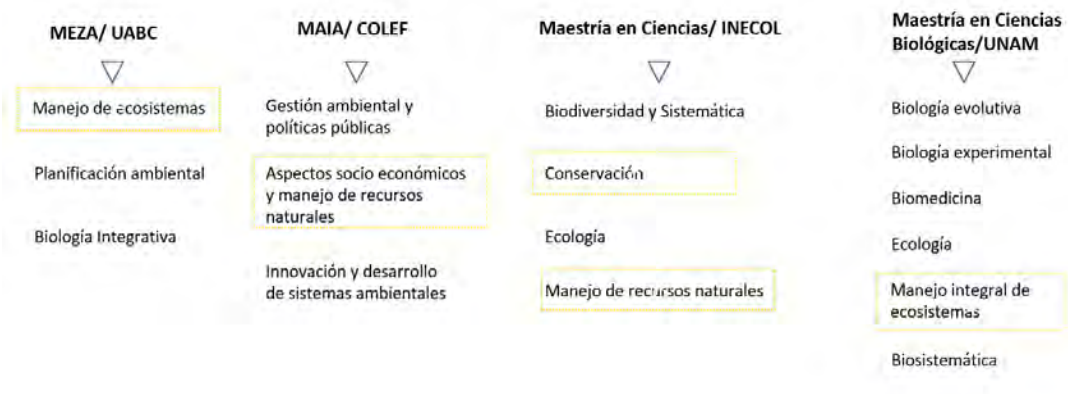 MEZA/ UABC
Manejo de ecosistemas
Planificación ambiental
Biología Integrativa
MAIA/ COLEF
Gestión ambiental y
políticas públicas
Aspectos socio económicos
y manejo de recursos
naturales
Innovación y desarrollo
de sistemas ambientales
Maestría en Ciencias/ INECOL
Biodiversidad y Sistemática
Conservación
Ecología
Manejo de recursos naturales
Maestría en Ciencias
Biológicas/UNAM
Biología evolutiva
Biología experimental
Biomedicina
Ecología
Manejo integral de
ecosistemas
Biosistemática